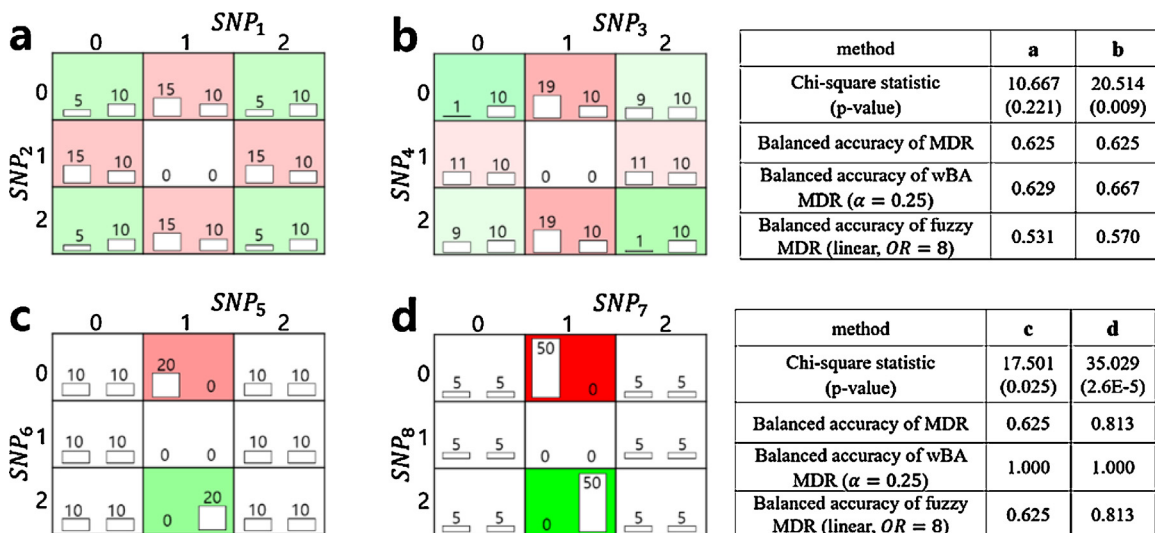 a
SNP₁
0 1 2
SNP₂
0
5 10 15 10 5 10
1
15 10 0 0 15 10
2
5 10 15 10 5 10
b
SNP₃
0 1 2
SNP₄
0
1 10 19 10 9 10
1
11 10 0 0 11 10
2
9 10 19 10 1 10
method a b
Chi-square statistic 10.667 20.514
(p-value) (0.221) (0.009)
Balanced accuracy of MDR 0.625 0.625
Balanced accuracy of wBA
MDR (α = 0.25) 0.629 0.667
Balanced accuracy of fuzzy
MDR (linear, OR = 8) 0.531 0.570
c
SNP₅
0 1 2
SNP₆
0
10 10 20 0 10 10
1
10 10 0 0 10 10
2
10 10 0 20 10 10
d
SNP₇
0 1 2
SNP₈
0
5 5 50 0 5 5
1
5 5 0 0 5 5
2
5 5 0 50 5 5
method c d
Chi-square statistic 17.501 35.029
(p-value) (0.025) (2.6E-5)
Balanced accuracy of MDR 0.625 0.813
Balanced accuracy of wBA
MDR (α = 0.25) 1.000 1.000
Balanced accuracy of fuzzy
MDR (linear, OR = 8) 0.625 0.813